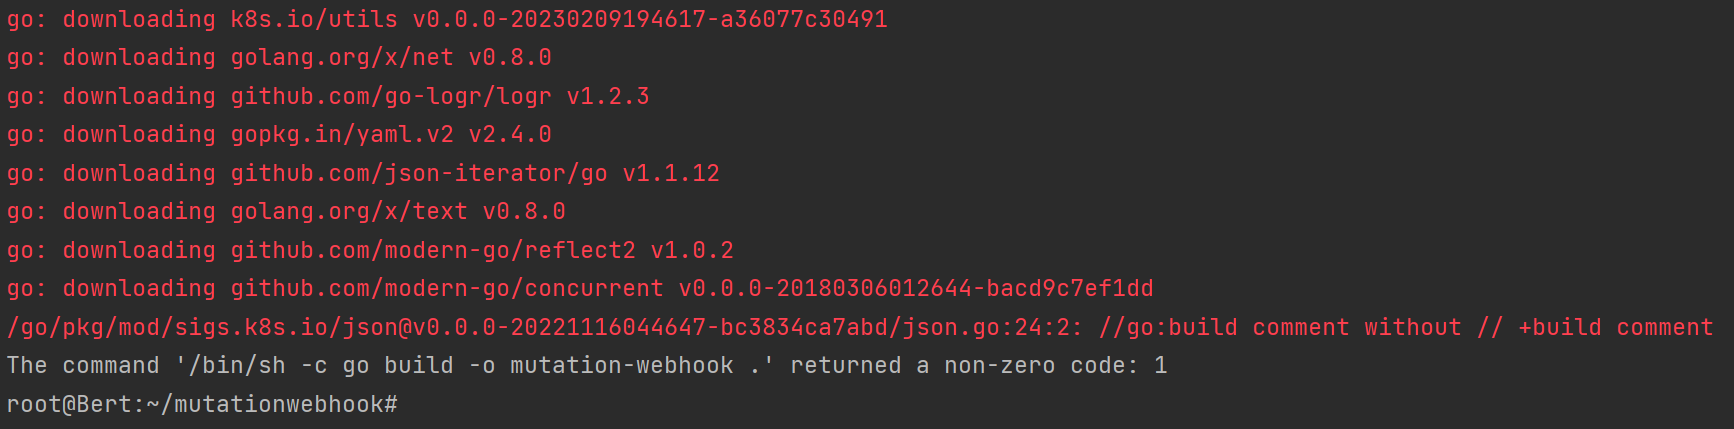 go: downloading k8s.io/utils v0.0.0-20230209194617-a36077c30491
go: downloading golang.org/x/net v0.8.0
go: downloading github.com/go-logr/logr v1.2.3
go: downloading gopkg.in/yaml.v2 v2.4.0
go: downloading github.com/json-iterator/go v1.1.12
go: downloading golang.org/x/text v0.8.0
go: downloading github.com/modern-go/reflect2 v1.0.2
go: downloading github.com/modern-go/concurrent v0.0.0-20180306012644-bacd9c7ef1dd
/go/pkg/mod/sigs.k8s.io/json@v0.0.0-20221116044647-bc3834ca7abd/json.go:24:2: //go:build comment without // +build comment
The command '/bin/sh -c go build -o mutation-webhook .' returned a non-zero code: 1
root@Bert:~/mutationwebhook#